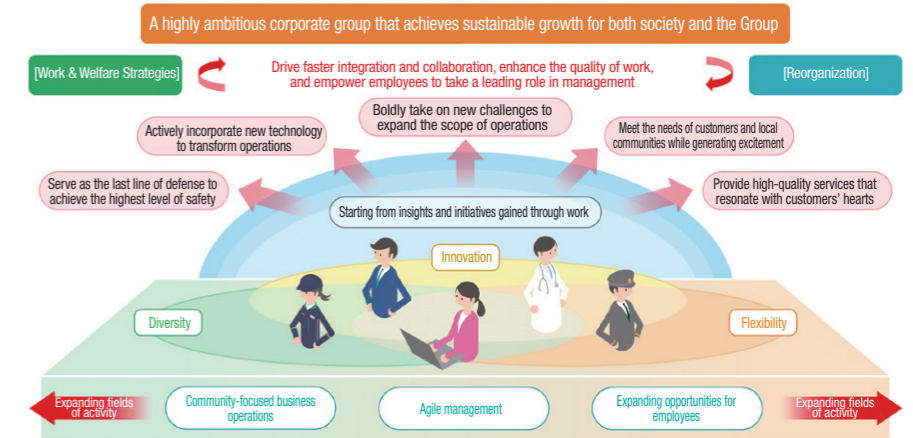 A highly ambitious corporate group that achieves sustainable growth for both society and the Group
[Work & Welfare Strategies]
Drive faster integration and collaboration, enhance the quality of work,
and empower employees to take a leading role in management
[Reorganization]
Boldly take on new challenges to
expand the scope of operations
Actively incorporate new technology
to transform operations
Meet the needs of customers and local
communities while generating excitement
Serve as the last line of defense to
achieve the highest level of safety
Provide high-quality services that
resonate with customers' hearts
Starting from insights and initiatives gained through work
Innovation
Diversity
Flexibility
Expanding fields
of activity
Community-focused business
operations
Agile management
Expanding opportunities for
employees
Expanding fields
of activity